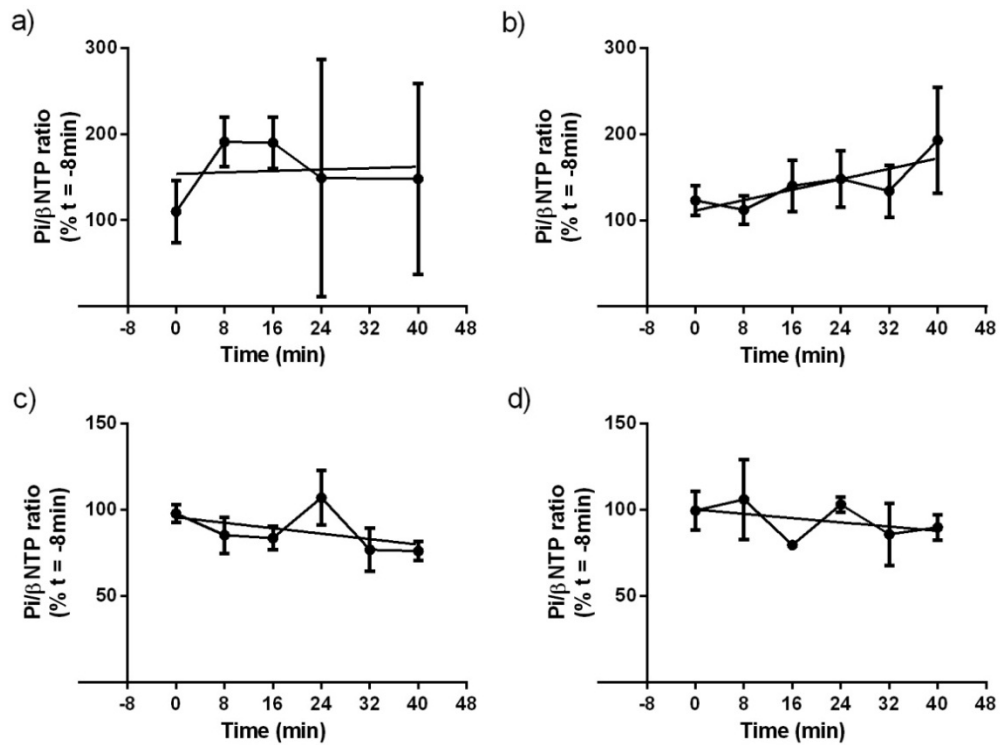 a)
300
200
100
Pi/βNTP ratio
(% t = -8min)
-8 0 8 16 24 32 40 48
Time (min)
b)
300
200
100
Pi/βNTP ratio
(% t = -8min)
-8 0 8 16 24 32 40 48
Time (min)
c)
150
100
50
Pi/βNTP ratio
(% t = -8min)
-8 0 8 16 24 32 40 48
Time (min)
d)
150
100
50
Pi/βNTP ratio
(% t = -8min)
-8 0 8 16 24 32 40 48
Time (min)